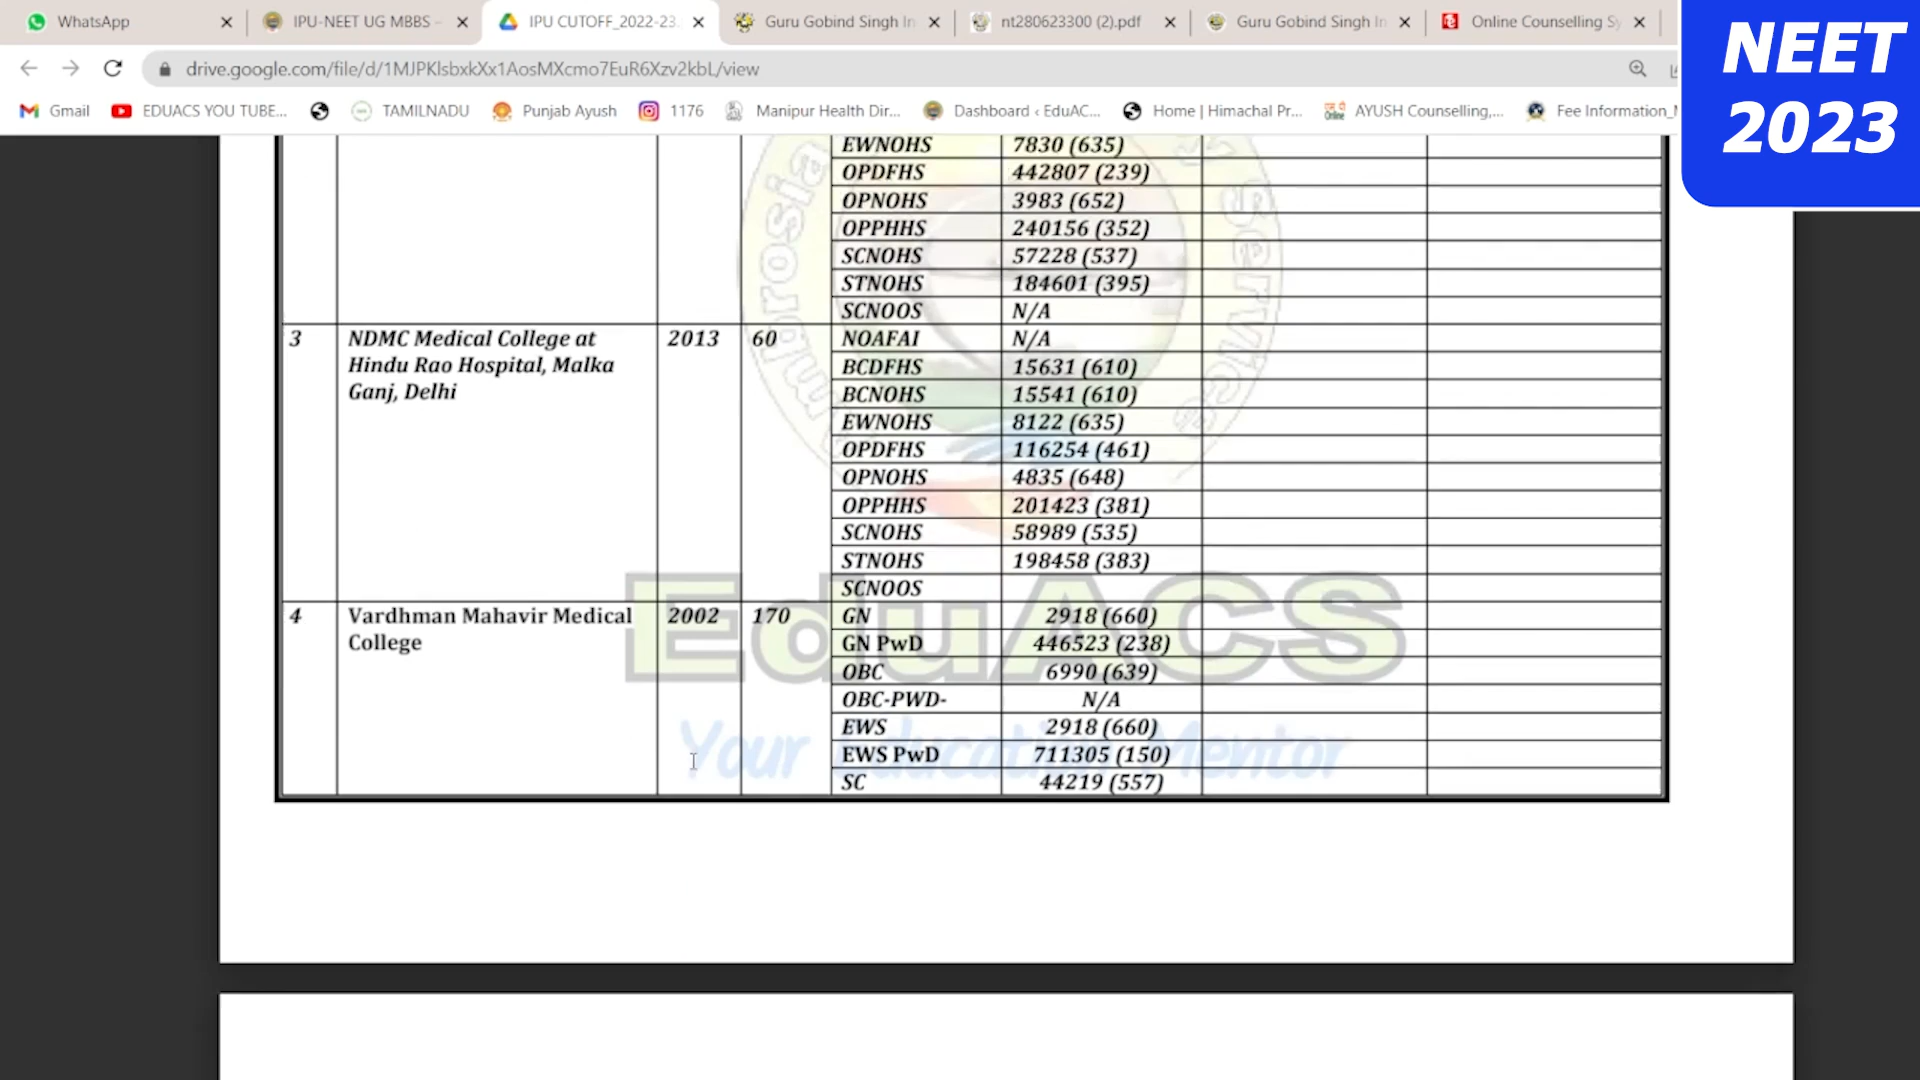 WhatsApp
IPU-NEET UG MBBS –
IPU CUTOFF_2022-23.
Guru Gobind Singh In
nt280623300 (2).pdf
Guru Gobind Singh In
Online Counselling Sy
NEET
2023
drive.google.com/file/d/1MJPKlsbxkXx1AosMXcmo7EuR6Xzv2kbL/view
Gmail
EDUACS YOU TUBE...
TAMILNADU
Punjab Ayush
1176
Manipur Health Dir...
Dashboard ‹ EduAC...
Home | Himachal Pr...
AYUSH Counselling,...
Fee Information_
EWNOHS 7830 (635)
OPDFHS 442807 (239)
OPNOHS 3983 (652)
OPPHHS 240156 (352)
SCNOHS 57228 (537)
STNOHS 184601 (395)
SCNOOS N/A
3 NDMC Medical College at 2013 60 NOAFAI N/A
Hindu Rao Hospital, Malka BCDFHS 15631 (610)
Ganj, Delhi BCNOHS 15541 (610)
EWNOHS 8122 (635)
OPDFHS 116254 (461)
OPNOHS 4835 (648)
OPPHHS 201423 (381)
SCNOHS 58989 (535)
STNOHS 198458 (383)
SCNOOS
4 Vardhman Mahavir Medical 2002 170 GN 2918 (660)
College GN PwD 446523 (238)
OBC 6990 (639)
OBC-PWD- N/A
EWS 2918 (660)
EWS PwD 711305 (150)
SC 44219 (557)
EduACS
Your Education Mentor